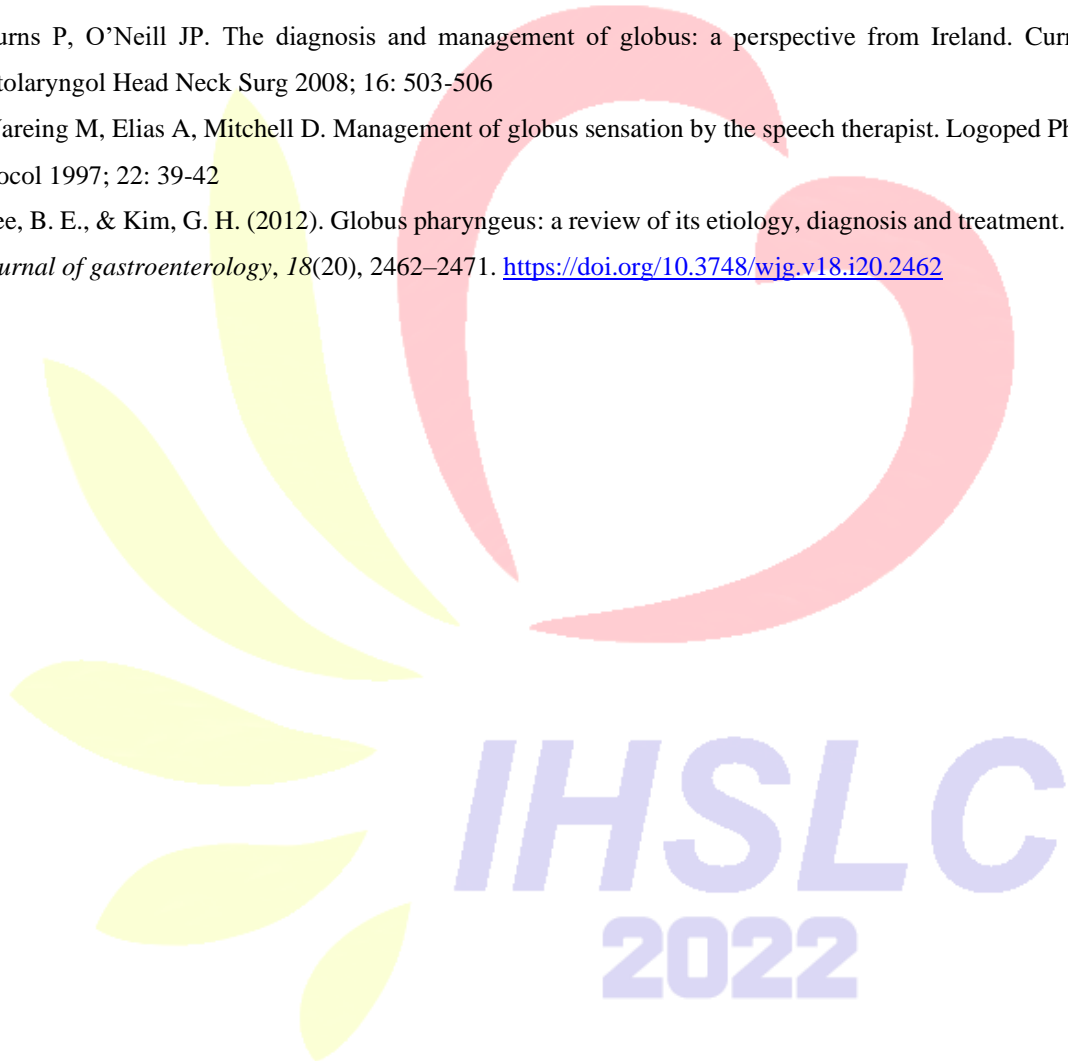 urns P, O’Neill JP. The diagnosis and management of globus: a perspective from Ireland. Curr
tolaryngol Head Neck Surg 2008; 16: 503-506
areing M, Elias A, Mitchell D. Management of globus sensation by the speech therapist. Logoped Ph
ocol 1997; 22: 39-42
ee, B. E., & Kim, G. H. (2012). Globus pharyngeus: a review of its etiology, diagnosis and treatment.
urnal of gastroenterology, 18(20), 2462–2471. https://doi.org/10.3748/wjg.v18.i20.2462
IHSLC
2022